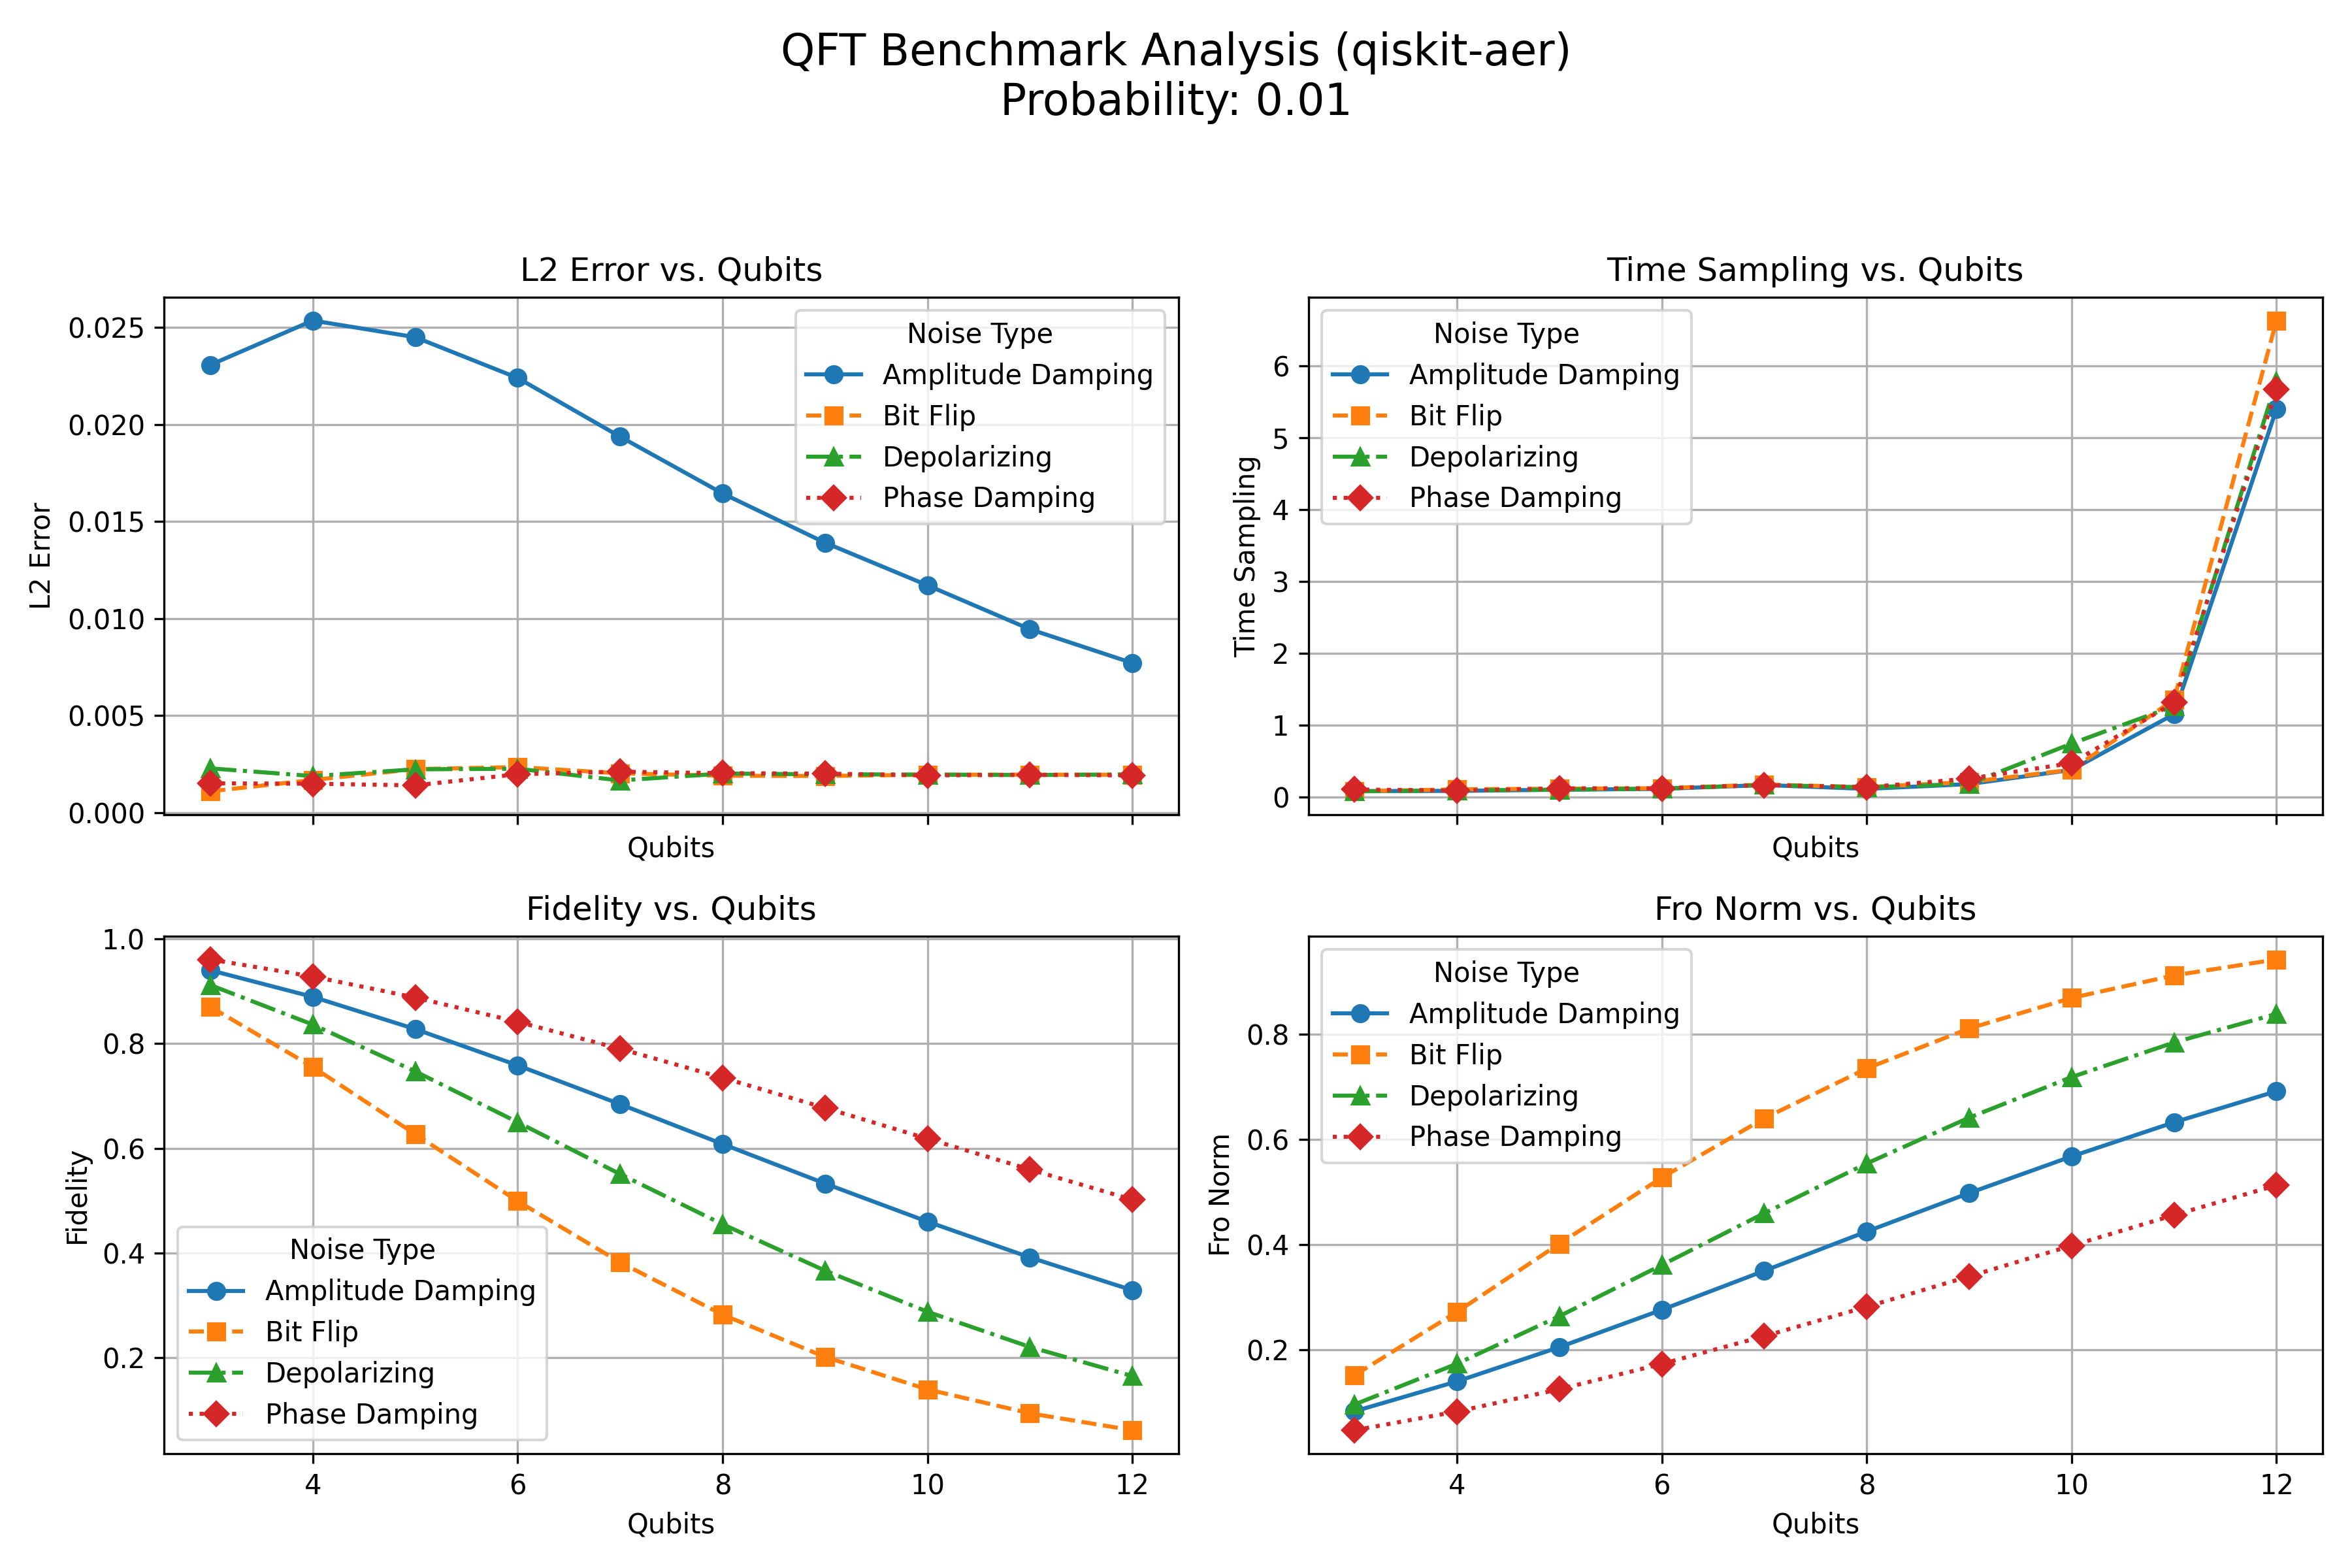 QFT Benchmark Analysis (qiskit-aer)
Probability: 0.01
L2 Error vs. Qubits
L2 Error
0.025
0.020
0.015
0.010
0.005
0.000
Noise Type
Amplitude Damping
Bit Flip
Depolarizing
Phase Damping
Qubits
Time Sampling vs. Qubits
Time Sampling
6
5
4
3
2
1
0
Noise Type
Amplitude Damping
Bit Flip
Depolarizing
Phase Damping
Qubits
Fidelity vs. Qubits
Fidelity
1.0
0.8
0.6
0.4
0.2
Noise Type
Amplitude Damping
Bit Flip
Depolarizing
Phase Damping
4 6 8 10 12
Qubits
Fro Norm vs. Qubits
Fro Norm
0.8
0.6
0.4
0.2
Noise Type
Amplitude Damping
Bit Flip
Depolarizing
Phase Damping
4 6 8 10 12
Qubits